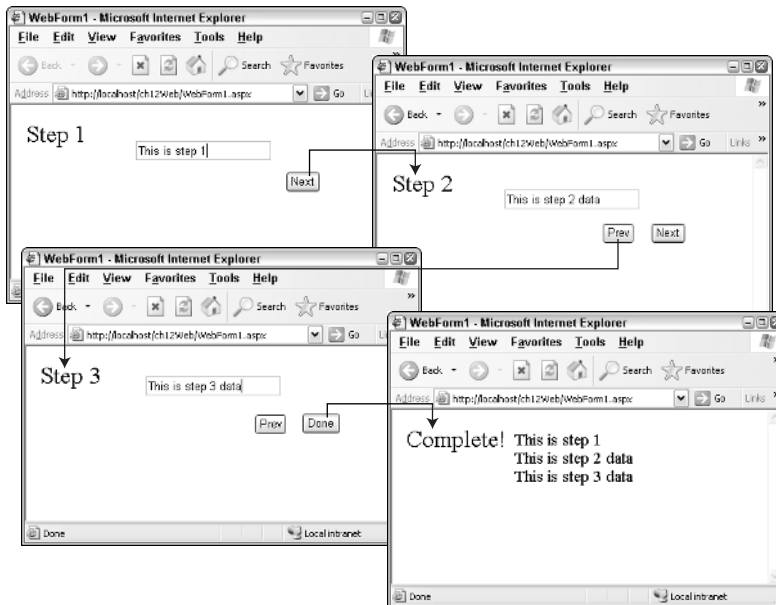 WebForm1 - Microsoft Internet Explorer
File Edit View Favorites Tools Help
Back Search Favorites
Address http://localhost/ch12Web/WebForm1.aspx Go
Step 1
This is step 1
Next
WebForm1 - Microsoft Internet Explorer
File Edit View Favorites Tools Help
Back Search Favorites
Address http://localhost/ch12Web/WebForm1.aspx Go Links
Step 2
This is step 2 data
Prev Next
WebForm1 - Microsoft Internet Explorer
File Edit View Favorites Tools Help
Back Search Favorites
Address http://localhost/ch12Web/WebForm1.aspx Go
Step 3
This is step 3 data
Prev Done
Done Local intranet
WebForm1 - Microsoft Internet Explorer
File Edit View Favorites Tools Help
Back Search Favorites
Address http://localhost/ch12Web/WebForm1.aspx Go Links
Complete! This is step 1
This is step 2 data
This is step 3 data
Done Local intranet